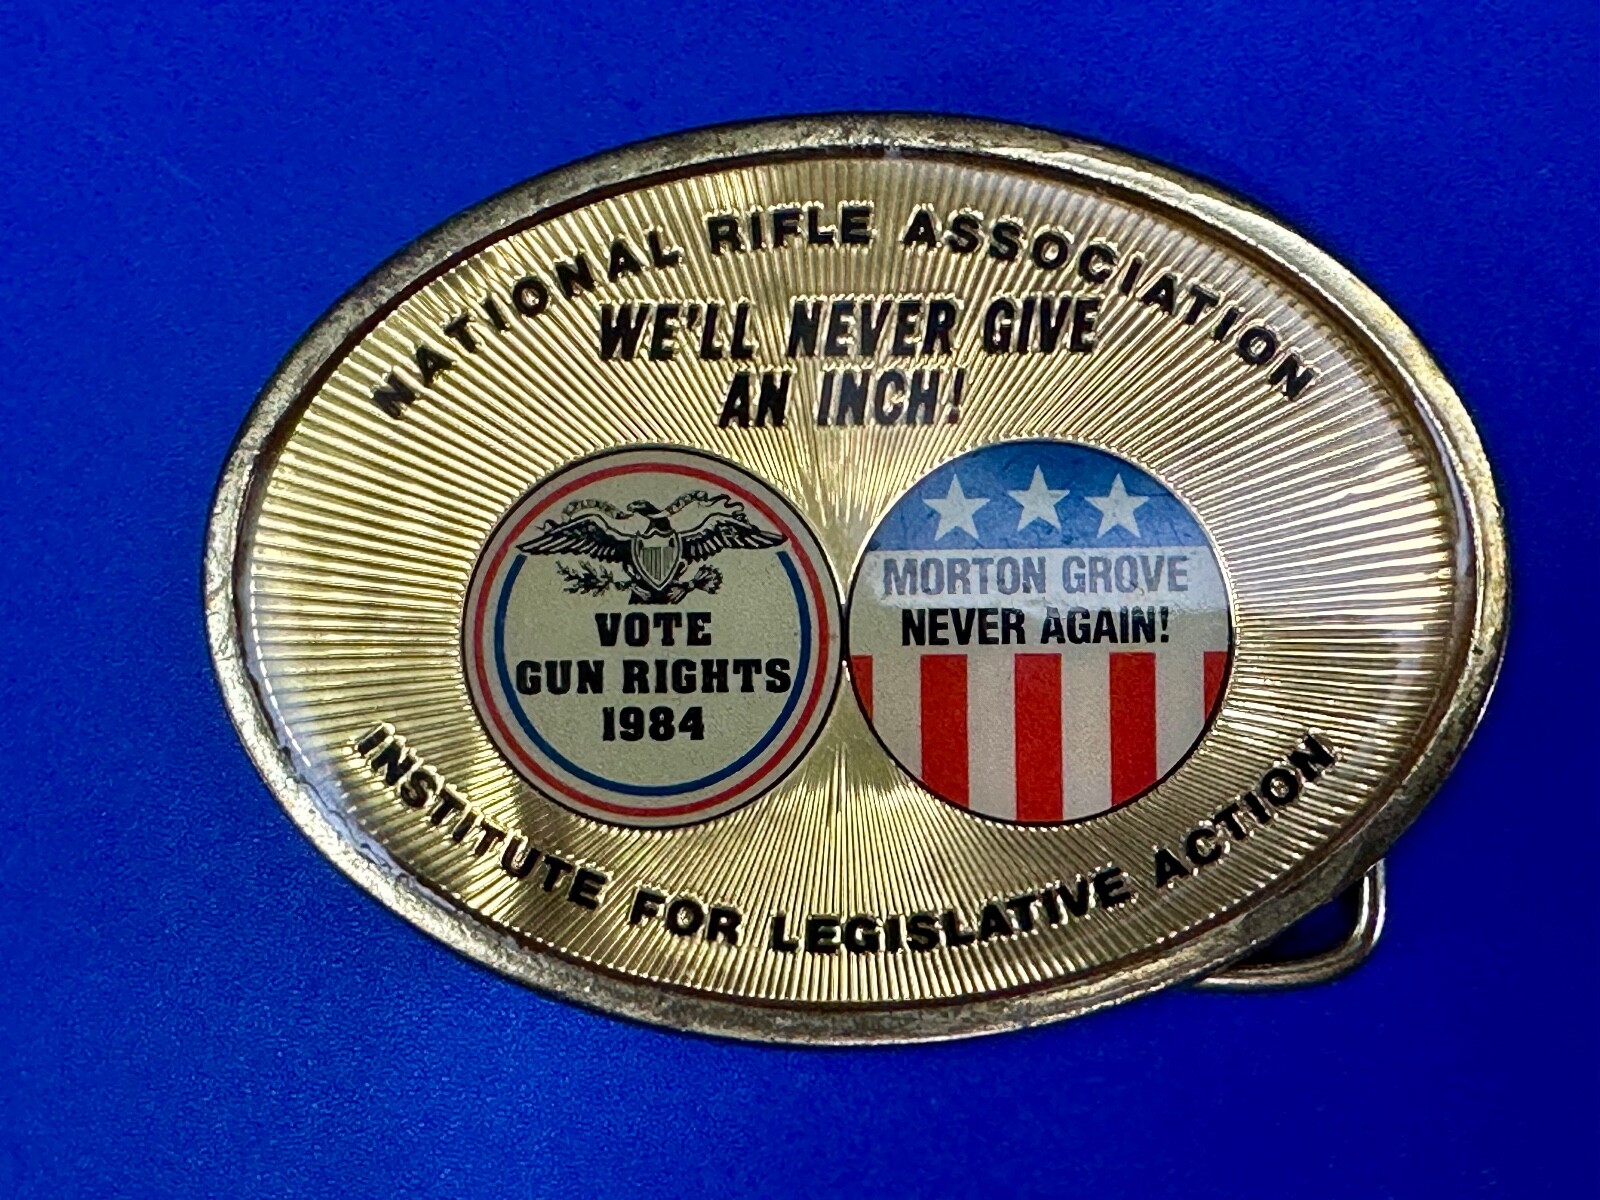 NATIONAL RIFLE ASSOCIATION
WE'LL NEVER GIVE
AN INCH!
VOTE
GUN RIGHTS
1984
MORTON GROVE
NEVER AGAIN!
INSTITUTE FOR LEGISLATIVE ACTION